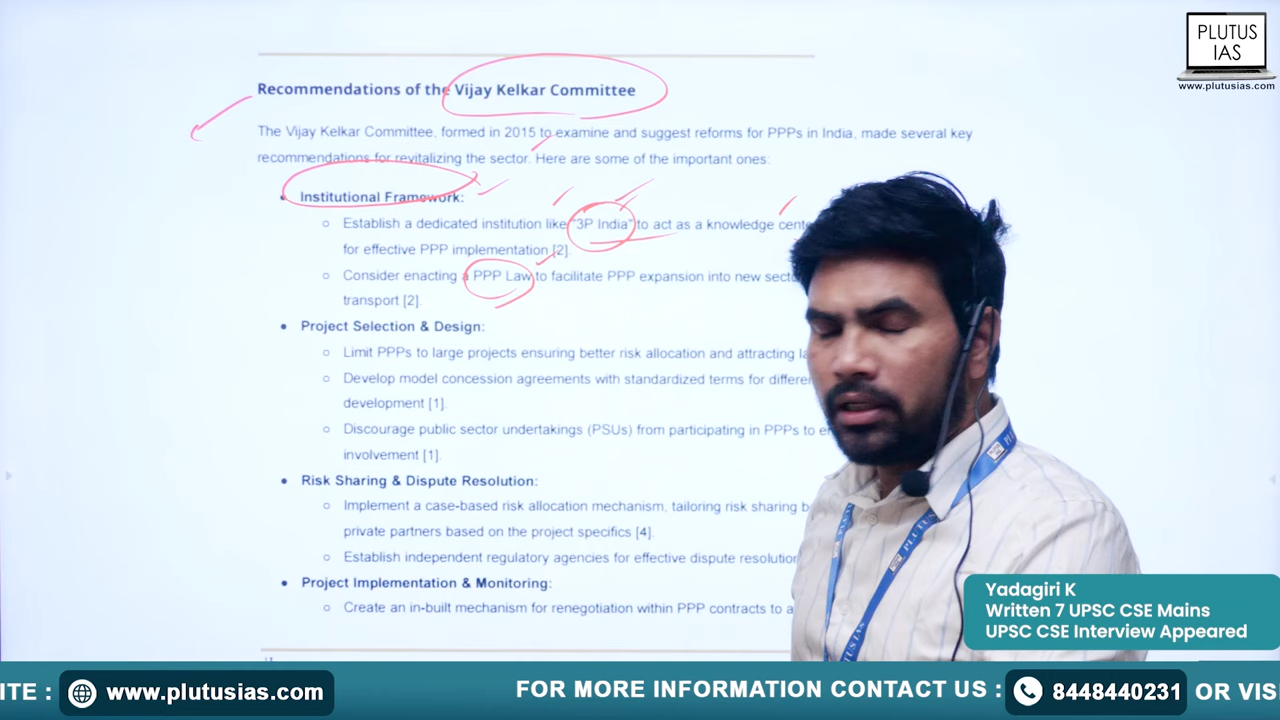 PLUTUS
IAS
www.plutusias.com
Recommendations of the Vijay Kelkar Committee
The Vijay Kelkar Committee, formed in 2015 to examine and suggest reforms for PPPs in India, made several key
recommendations for revitalizing the sector. Here are some of the important ones:
• Institutional Framework:
○ Establish a dedicated institution like "3P India" to act as a knowledge
for effective PPP implementation [2].
○ Consider enacting a PPP Law to facilitate PPP expansion into new
transport [2].
• Project Selection & Design:
○ Limit PPPs to large projects ensuring better risk allocation and attracting
○ Develop model concession agreements with standardized terms for
development [1].
○ Discourage public sector undertakings (PSUs) from participating in PPPs to
involvement [1].
• Risk Sharing & Dispute Resolution:
○ Implement a case-based risk allocation mechanism, tailoring risk sharing
private partners based on the project specifics [4].
○ Establish independent regulatory agencies for effective dispute
• Project Implementation & Monitoring:
○ Create an in-built mechanism for renegotiation within PPP contracts to
PLUTUS
PLUTUS IAS
Yadagiri K
Written 7 UPSC CSE Mains
UPSC CSE Interview Appeared
ITE : www.plutusias.com FOR MORE INFORMATION CONTACT US : 8448440231 OR VIS